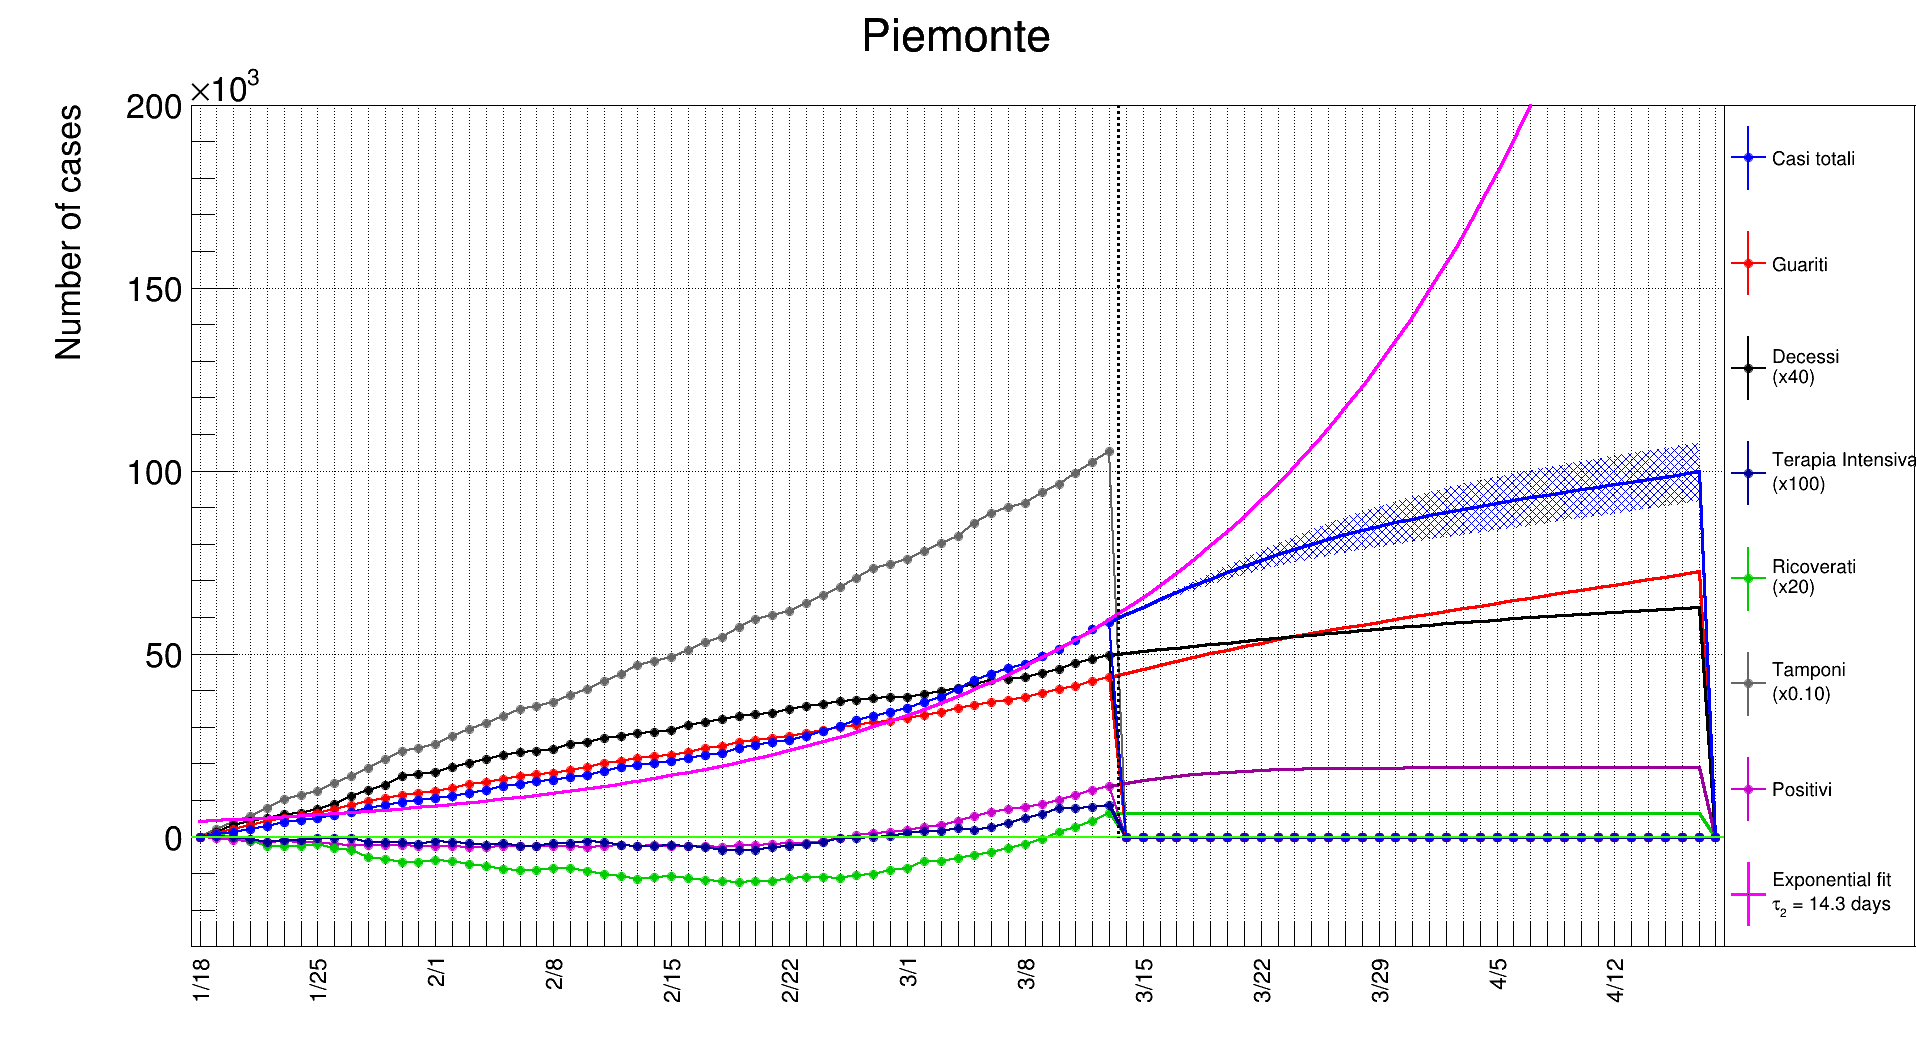 Piemonte
×10³
Number of cases
200
150
100
50
0
1/18
1/25
2/1
2/8
2/15
2/22
3/1
3/8
3/15
3/22
3/29
4/5
4/12
Casi totali
Guariti
Decessi
(x40)
Terapia Intensiva
(x100)
Ricoverati
(x20)
Tamponi
(x0.10)
Positivi
Exponential fit
τ₂ = 14.3 days